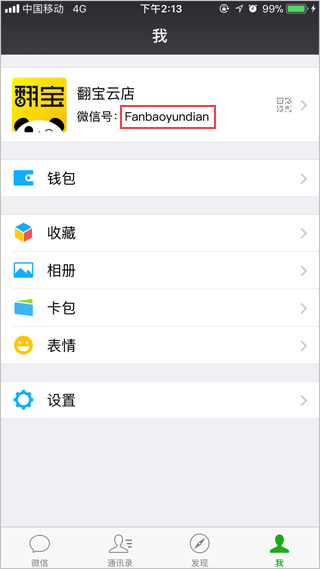 中国移动 4G 下午2:13 99%
我
翻宝
翻宝云店
微信号: Fanbaoyundian
钱包
收藏
相册
卡包
表情
设置
微信 通讯录 发现 我